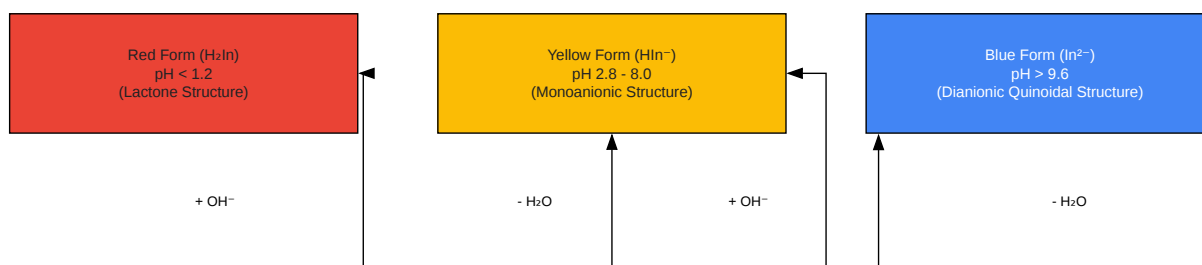 Red Form (H₂In)
pH < 1.2
(Lactone Structure)
Yellow Form (HIn⁻)
pH 2.8 - 8.0
(Monoanionic Structure)
Blue Form (In²⁻)
pH > 9.6
(Dianionic Quinoidal Structure)
+ OH⁻
- H₂O
+ OH⁻
- H₂O